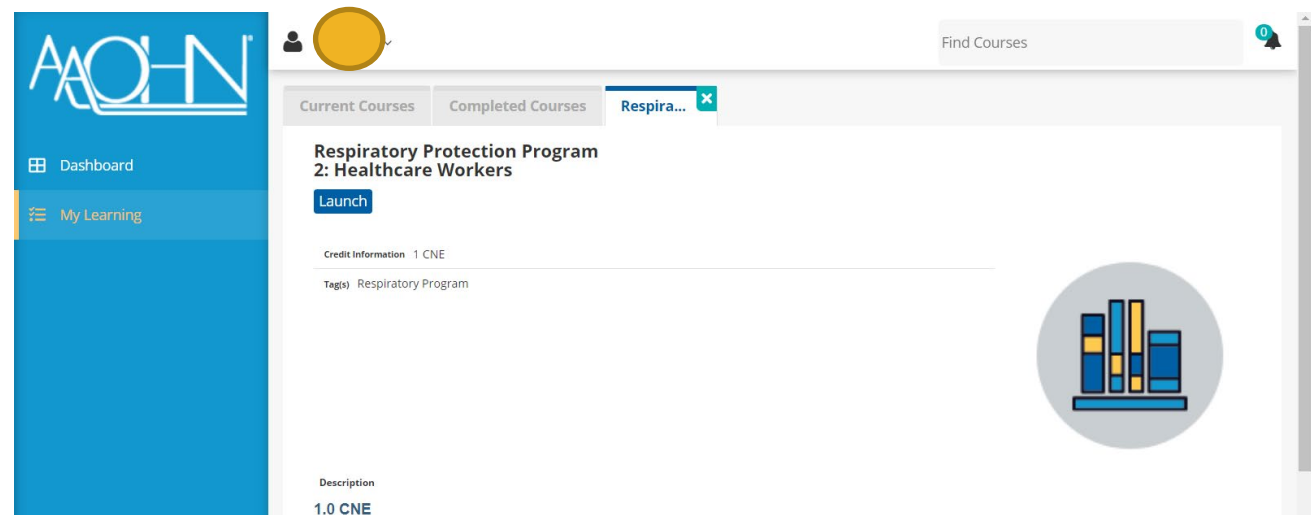 AAOHN
Find Courses
0
Current Courses
Completed Courses
Respira...
Dashboard
My Learning
Respiratory Protection Program
2: Healthcare Workers
Launch
Credit Information 1 CNE
Tag(s) Respiratory Program
Description
1.0 CNE